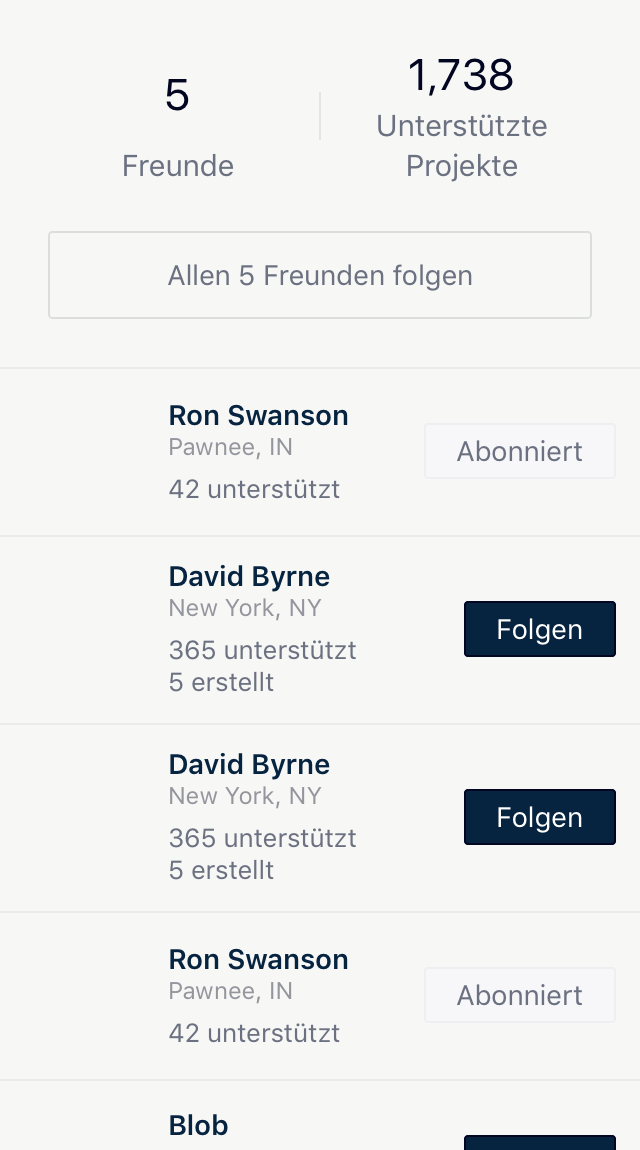 5
Freunde
1,738
Unterstützte
Projekte
Allen 5 Freunden folgen
Ron Swanson
Pawnee, IN
42 unterstützt
Abonniert
David Byrne
New York, NY
365 unterstützt
5 erstellt
Folgen
David Byrne
New York, NY
365 unterstützt
5 erstellt
Folgen
Ron Swanson
Pawnee, IN
42 unterstützt
Abonniert
Blob